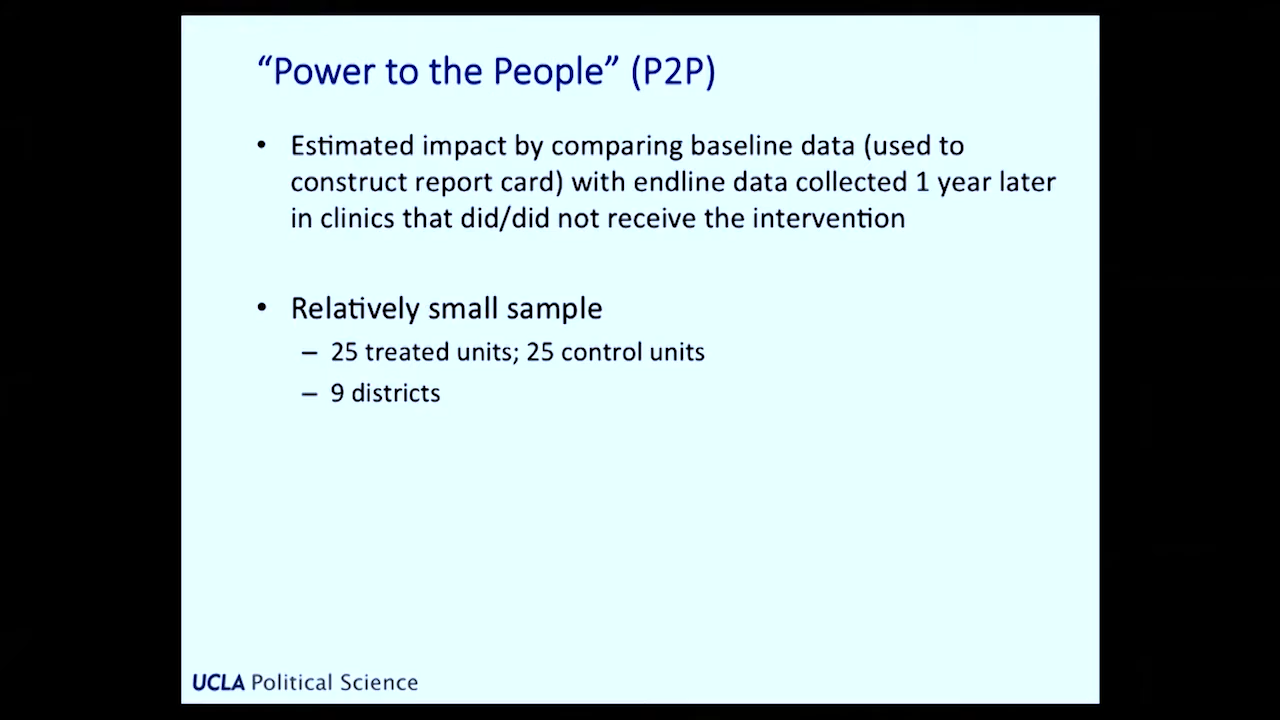 “Power to the People” (P2P)
• Estimated impact by comparing baseline data (used to
construct report card) with endline data collected 1 year later
in clinics that did/did not receive the intervention
• Relatively small sample
– 25 treated units; 25 control units
– 9 districts
UCLA Political Science